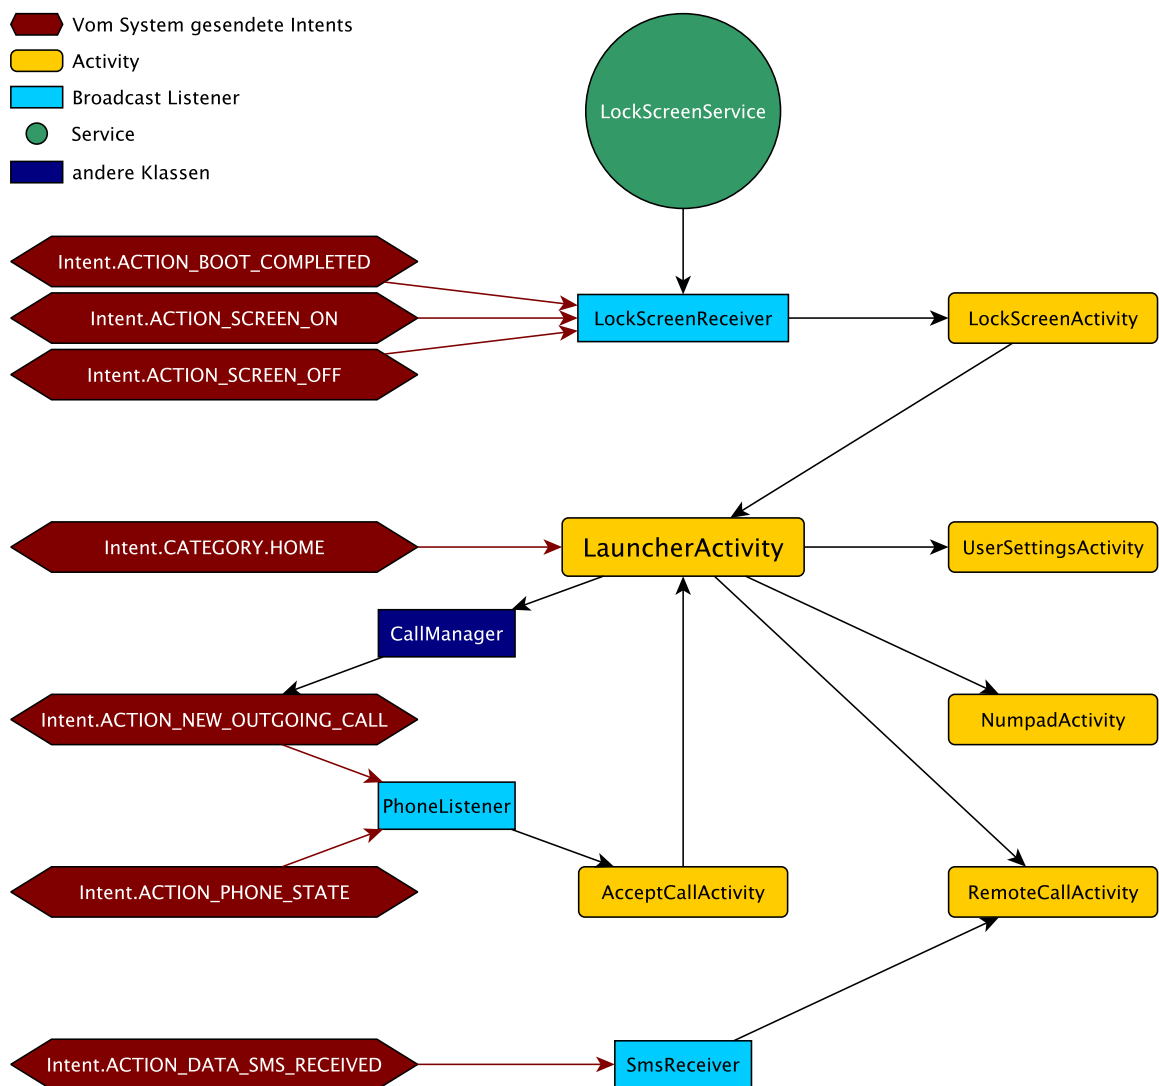 Vom System gesendete Intents
Activity
Broadcast Listener
Service
andere Klassen
LockScreenService
Intent.ACTION_BOOT_COMPLETED
Intent.ACTION_SCREEN_ON
LockScreenReceiver
LockScreenActivity
Intent.ACTION_SCREEN_OFF
Intent.CATEGORY.HOME
LauncherActivity
UserSettingsActivity
CallManager
Intent.ACTION_NEW_OUTGOING_CALL
NumpadActivity
PhoneListener
Intent.ACTION_PHONE_STATE
AcceptCallActivity
RemoteCallActivity
Intent.ACTION_DATA_SMS_RECEIVED
SmsReceiver